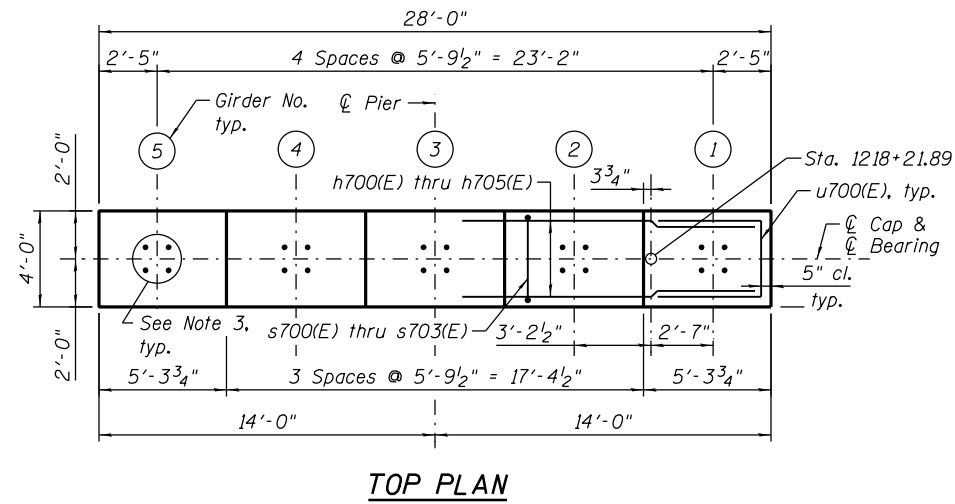 28'-0"
2'-5"
4 Spaces @ 5'-9½" = 23'-2"
2'-5"
Girder No.
typ.
℄ Pier
5
4
3
2
1
2'-0"
h700(E) thru h705(E)
3¾"
Sta. 1218+21.89
u700(E), typ.
℄ Cap &
℄ Bearing
4'-0"
5" cl.
typ.
See Note 3,
typ.
s700(E) thru s703(E)
3'-2½"
2'-7"
2'-0"
5'-3¾"
3 Spaces @ 5'-9½" = 17'-4½"
5'-3¾"
14'-0"
14'-0"
TOP PLAN